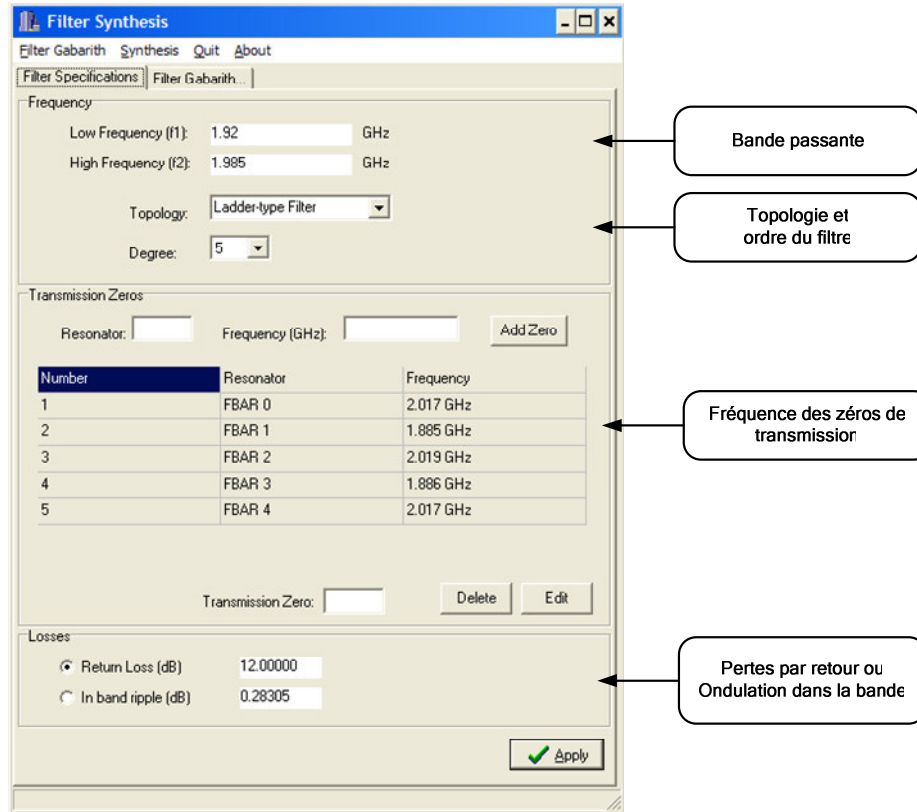 Filter Synthesis
Filter Gabarith Synthesis Quit About
Filter Specifications Filter Gabarith...
Frequency
Low Frequency (f1): 1.92 GHz
High Frequency (f2): 1.985 GHz
Bande passante
Topology: Ladder-type Filter
Degree: 5
Topologie et
ordre du filtre
Transmission Zeros
Resonator: Frequency (GHz): Add Zero
Number Resonator Frequency
1 FBAR 0 2.017 GHz
2 FBAR 1 1.885 GHz
3 FBAR 2 2.019 GHz
4 FBAR 3 1.886 GHz
5 FBAR 4 2.017 GHz
Fréquence des zéros de
transmission
Transmission Zero: Delete Edit
Losses
Return Loss (dB) 12.00000
In band ripple (dB) 0.28305
Pertes par retour ou
Ondulation dans la bande
Apply